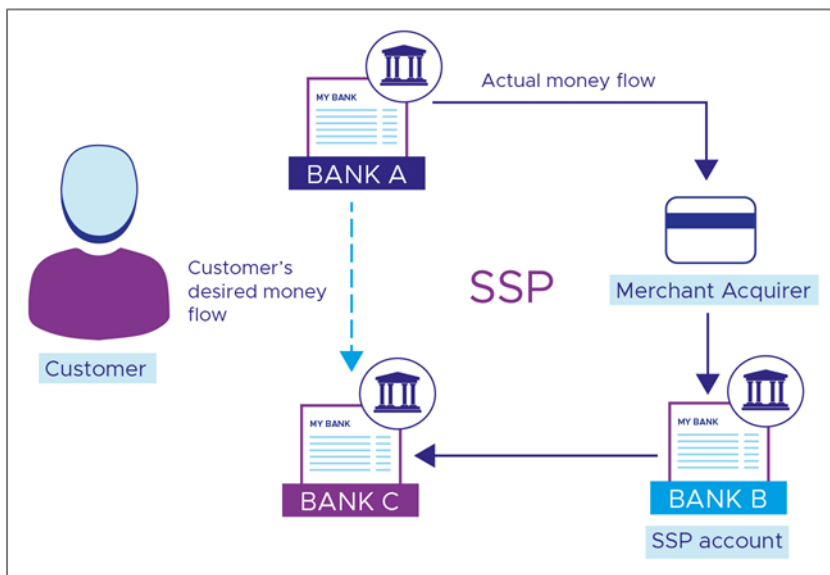 MY BANK
BANK A
Actual money flow
Customer's
desired money
flow
SSP
Merchant Acquirer
Customer
MY BANK
BANK C
MY BANK
BANK B
SSP account